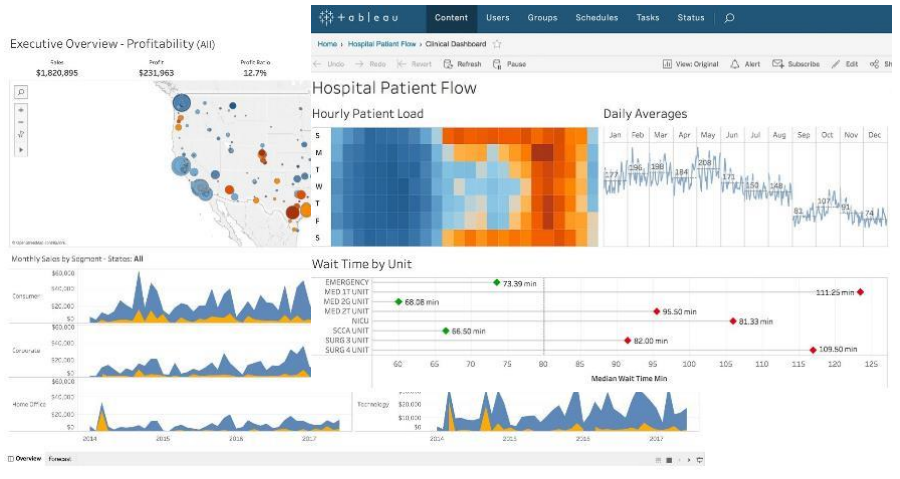 + a b | e a u
Content Users Groups Schedules Tasks Status
Home › Hospital Patient Flow › Clinical Dashboard
← Undo → Redo Revert Refresh Pause View: Original Alert Subscribe Edit Sh
Executive Overview - Profitability (All)
Sales Profit Profit Ratio
$1,820,895 $231,963 12.7%
Hospital Patient Flow
Hourly Patient Load
S
M
T
W
T
F
S
Daily Averages
Jan Feb Mar Apr May Jun Jul Aug Sep Oct Nov Dec
177 196 198 184 208 171 150 148 81 107 91 74
Wait Time by Unit
EMERGENCY 73.39 min
MED 1T UNIT 111.25 min
MED 2G UNIT 68.08 min
MED 2T UNIT 95.50 min
NICU 81.33 min
SCCA UNIT 66.50 min
SURG 3 UNIT 82.00 min
SURG 4 UNIT 109.50 min
60 65 70 75 80 85 90 95 100 105 110 115 120 125
Median Wait Time Min
Monthly Sales by Segment - States: All
Consumer
$60,000
$40,000
$20,000
$0
Corporate
$60,000
$40,000
$20,000
$0
Home Office
$60,000
$40,000
$20,000
$0
2014 2015 2016 2017
Technology
$20,000
$10,000
$0
2014 2015 2016 2017
Overview Forecast